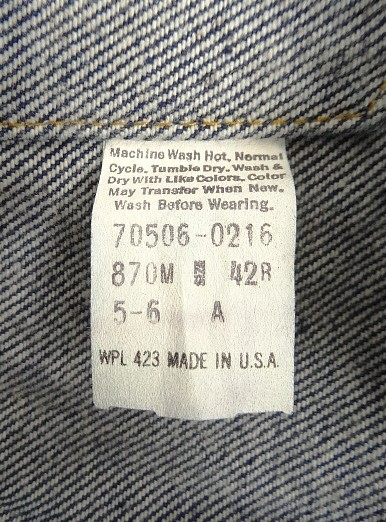 Machine Wash Hot, Normal
Cycle. Tumble Dry. Wash &
Dry With Like Colors. Color
May Transfer When New.
Wash Before Wearing.
70506-0216
870M SIZE 42R
5-6 A
WPL 423 MADE IN U.S.A.